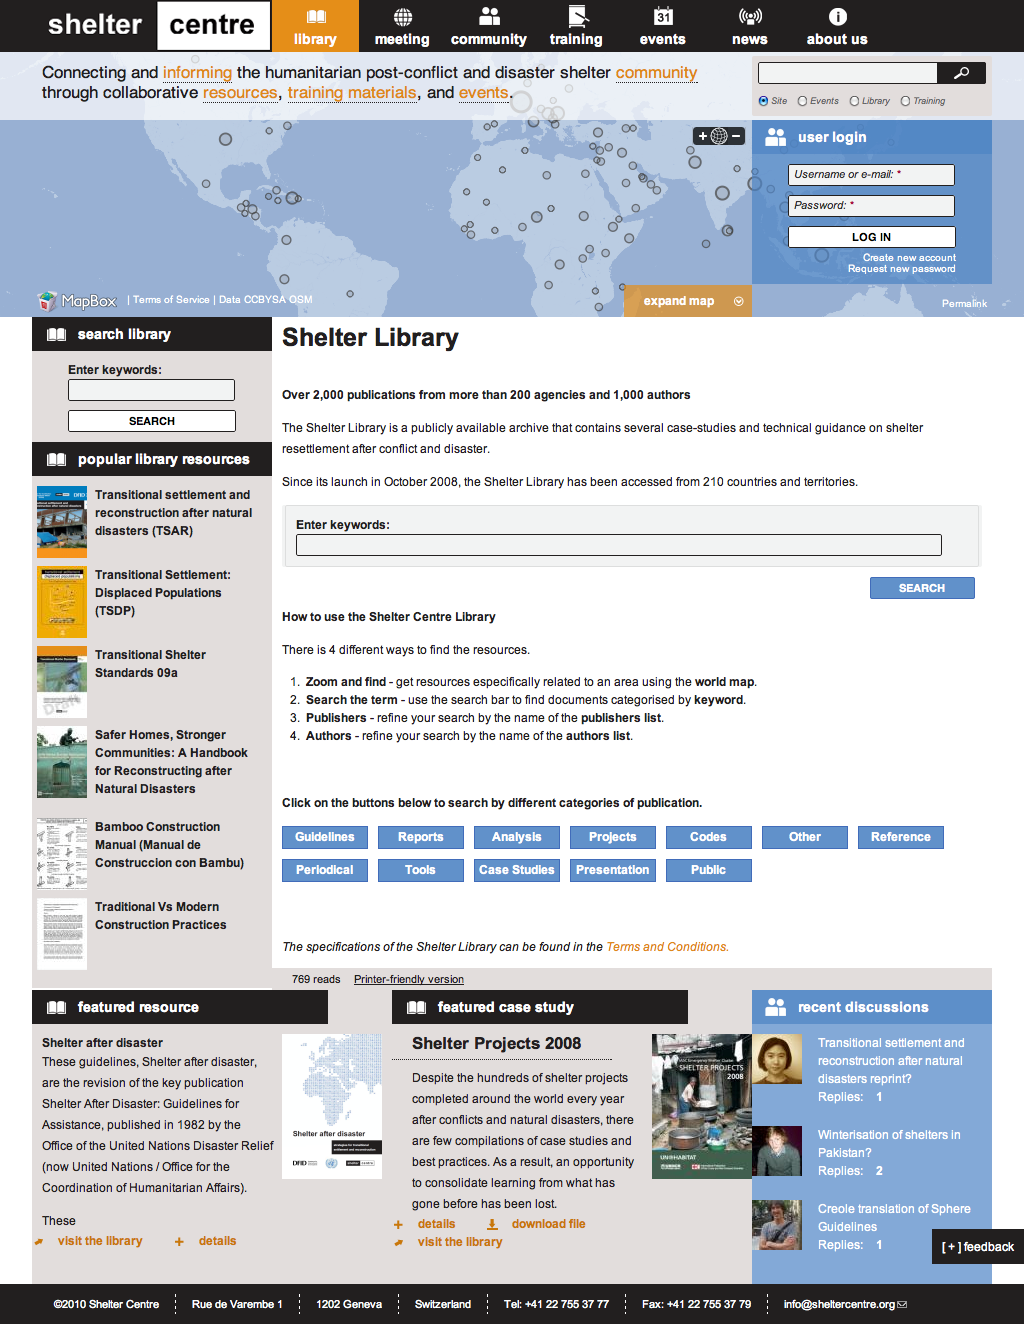 shelter centre
library
meeting
community
training
31
events
news
i
about us
Connecting and informing the humanitarian post-conflict and disaster shelter community
through collaborative resources, training materials, and events.
Site Events Library Training
+ −
user login
Username or e-mail: *
Password: *
LOG IN
Create new account
Request new password
MapBox | Terms of Service | Data CCBYSA OSM
expand map
Permalink
search library
Enter keywords:
SEARCH
popular library resources
Transitional settlement and
reconstruction after natural
disasters (TSAR)
Transitional Settlement:
Displaced Populations
(TSDP)
Transitional Shelter
Standards 09a
Draft
Safer Homes, Stronger
Communities: A Handbook
for Reconstructing after
Natural Disasters
Bamboo Construction
Manual (Manual de
Construccion con Bambu)
Traditional Vs Modern
Construction Practices
Shelter Library
Over 2,000 publications from more than 200 agencies and 1,000 authors
The Shelter Library is a publicly available archive that contains several case-studies and technical guidance on shelter
resettlement after conflict and disaster.
Since its launch in October 2008, the Shelter Library has been accessed from 210 countries and territories.
Enter keywords:
SEARCH
How to use the Shelter Centre Library
There is 4 different ways to find the resources.
1. Zoom and find - get resources especifically related to an area using the world map.
2. Search the term - use the search bar to find documents categorised by keyword.
3. Publishers - refine your search by the name of the publishers list.
4. Authors - refine your search by the name of the authors list.
Click on the buttons below to search by different categories of publication.
Guidelines Reports Analysis Projects Codes Other Reference
Periodical Tools Case Studies Presentation Public
The specifications of the Shelter Library can be found in the Terms and Conditions.
769 reads Printer-friendly version
featured resource
Shelter after disaster
These guidelines, Shelter after disaster,
are the revision of the key publication
Shelter After Disaster: Guidelines for
Assistance, published in 1982 by the
Office of the United Nations Disaster Relief
(now United Nations / Office for the
Coordination of Humanitarian Affairs).
These
visit the library + details
Shelter after disaster
DFID
featured case study
Shelter Projects 2008
Despite the hundreds of shelter projects
completed around the world every year
after conflicts and natural disasters, there
are few compilations of case studies and
best practices. As a result, an opportunity
to consolidate learning from what has
gone before has been lost.
+ details download file
visit the library
SHELTER PROJECTS
2008
UN-HABITAT
recent discussions
Transitional settlement and
reconstruction after natural
disasters reprint?
Replies: 1
Winterisation of shelters in
Pakistan?
Replies: 2
Creole translation of Sphere
Guidelines
Replies: 1
[+] feedback
©2010 Shelter Centre Rue de Varembe 1 1202 Geneva Switzerland Tel: +41 22 755 37 77 Fax: +41 22 755 37 79 info@sheltercentre.org